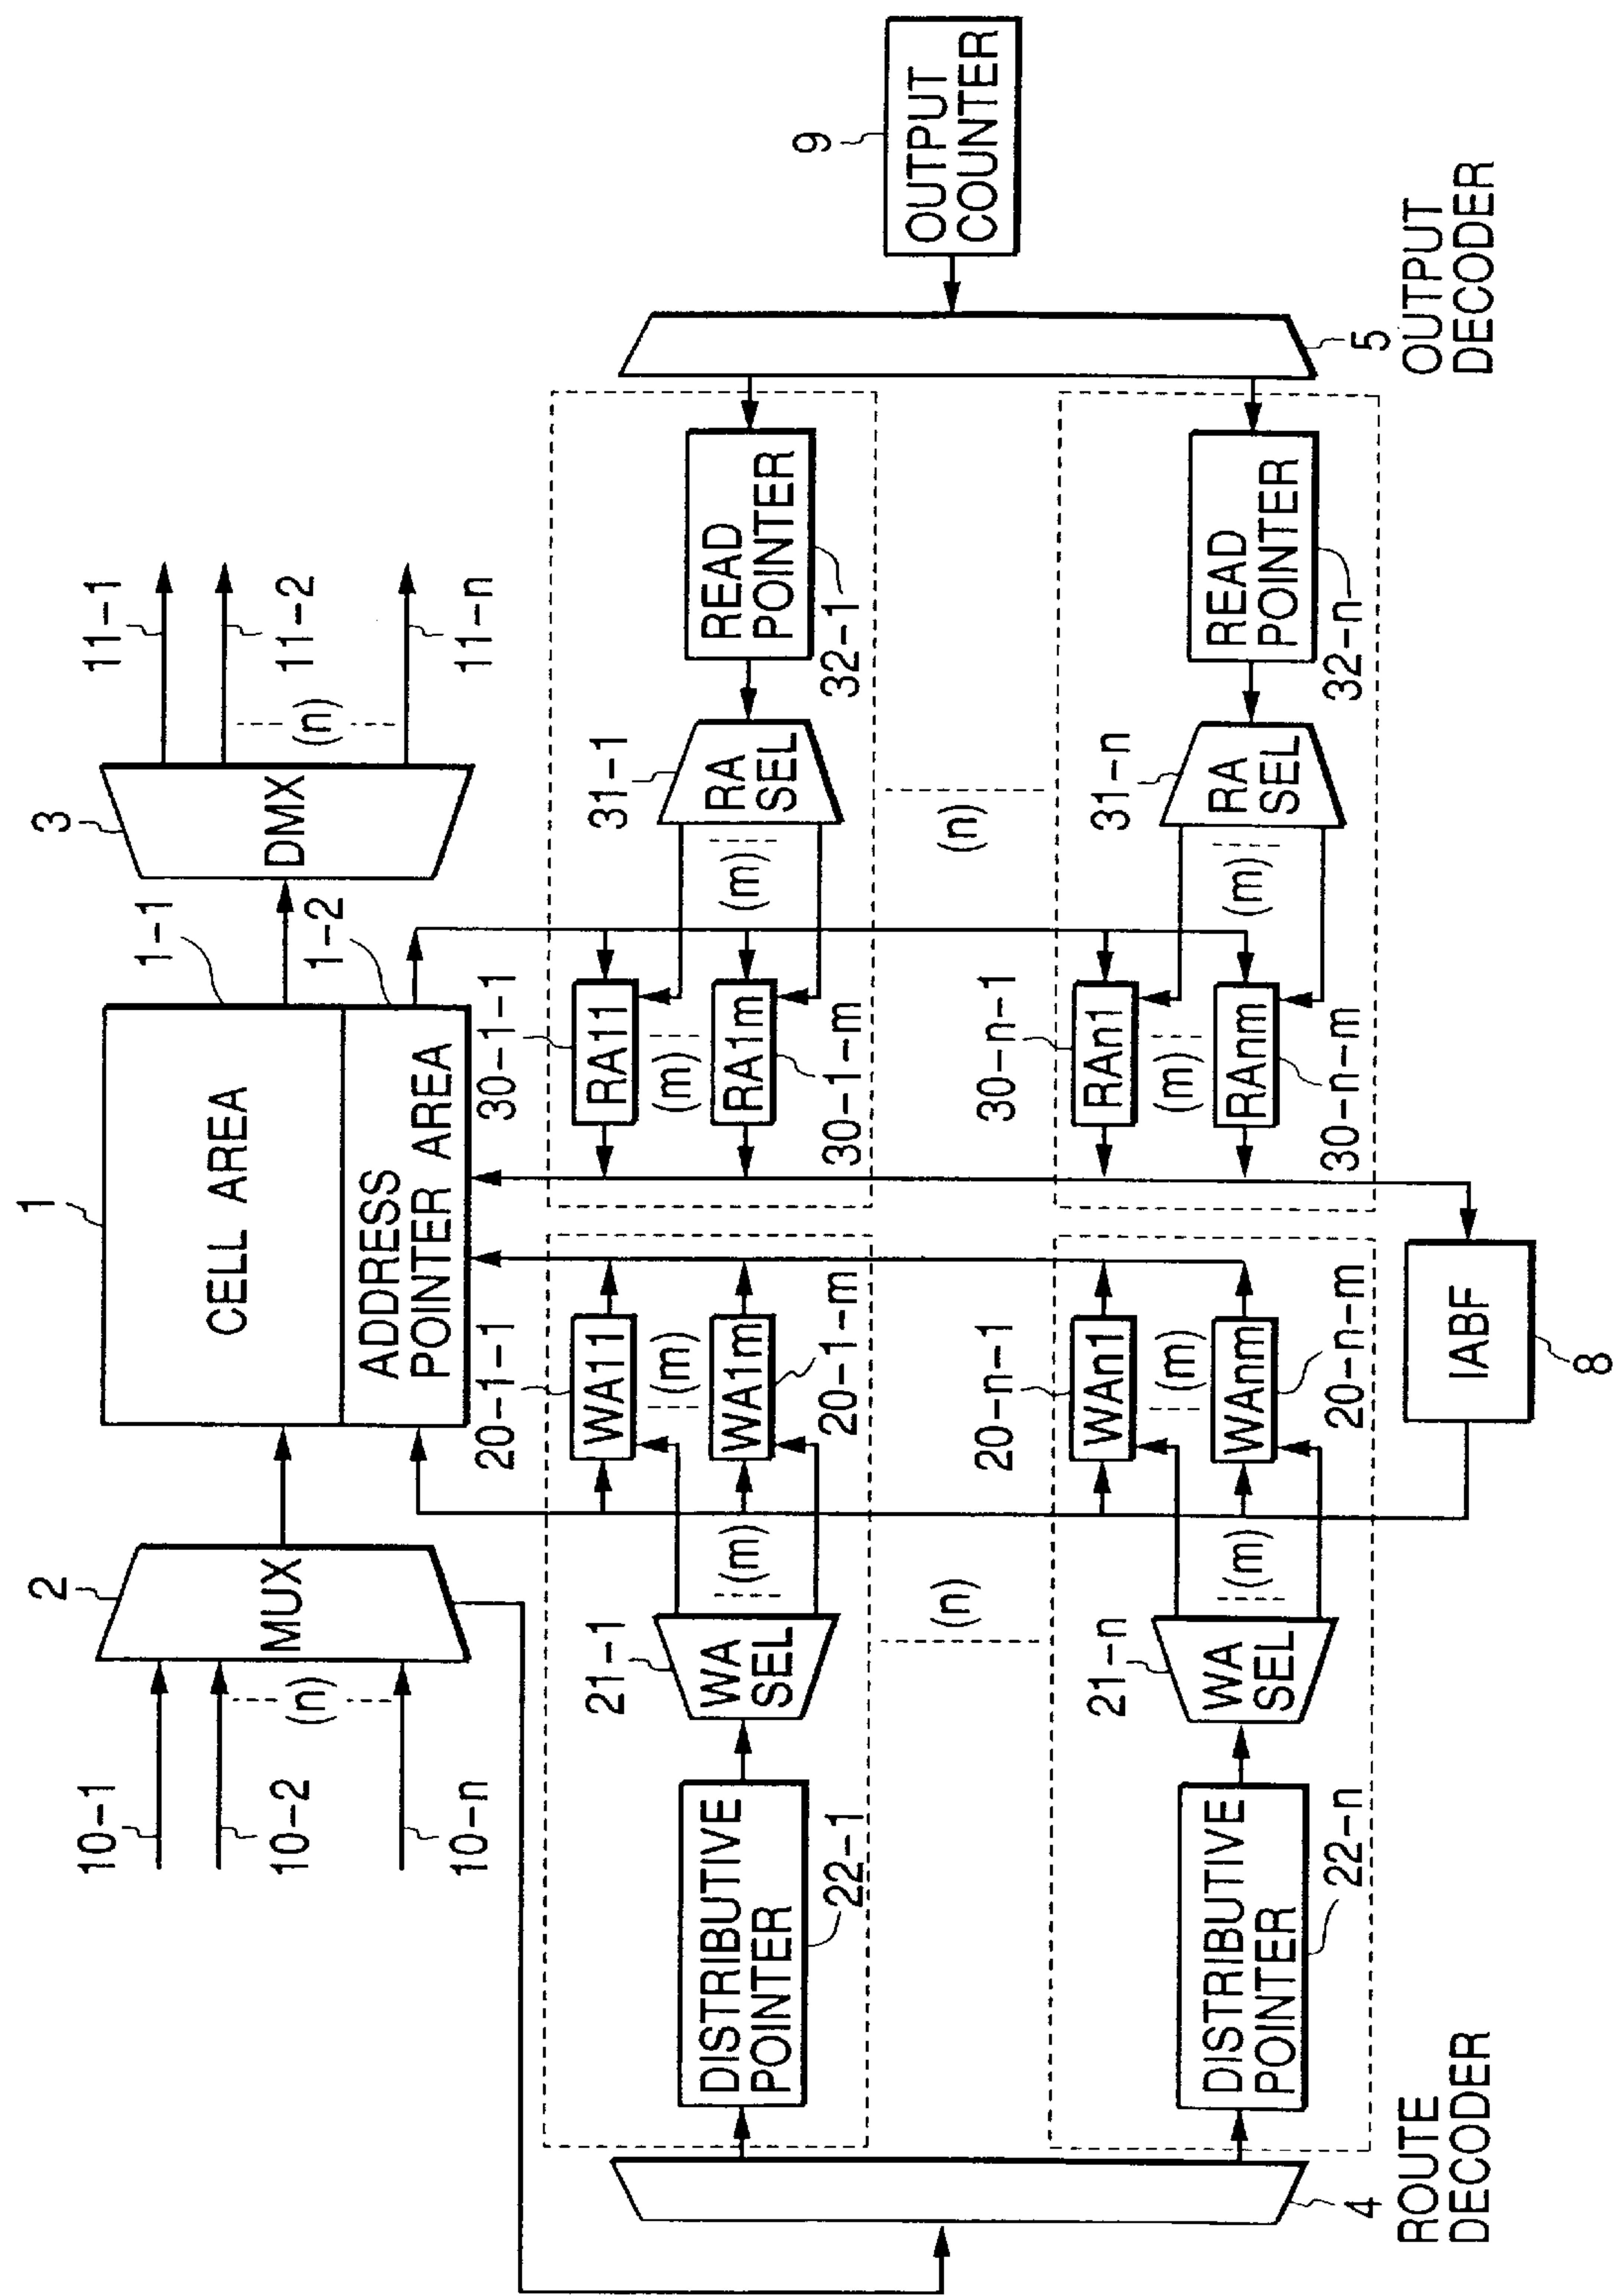 1
CELL AREA
ADDRESS
POINTER AREA
1-1
1-2
2
MUX
10-1
10-2
(n)
10-n
3
DMX
11-1
11-2
(n)
11-n
4
ROUTE
DECODER
DISTRIBUTIVE
POINTER
22-1
21-1
WA
SEL
(m)
20-1-1
WA11
(m)
WA1m
20-1-m
30-1-1
RA11
(m)
RA1m
30-1-m
(m)
31-1
RA
SEL
READ
POINTER
32-1
(n)
(n)
DISTRIBUTIVE
POINTER
22-n
21-n
WA
SEL
(m)
20-n-1
WAn1
(m)
WAnm
20-n-m
30-n-1
RAn1
(m)
RAnm
30-n-m
(m)
31-n
RA
SEL
READ
POINTER
32-n
5
OUTPUT
DECODER
9
OUTPUT
COUNTER
IABF
8